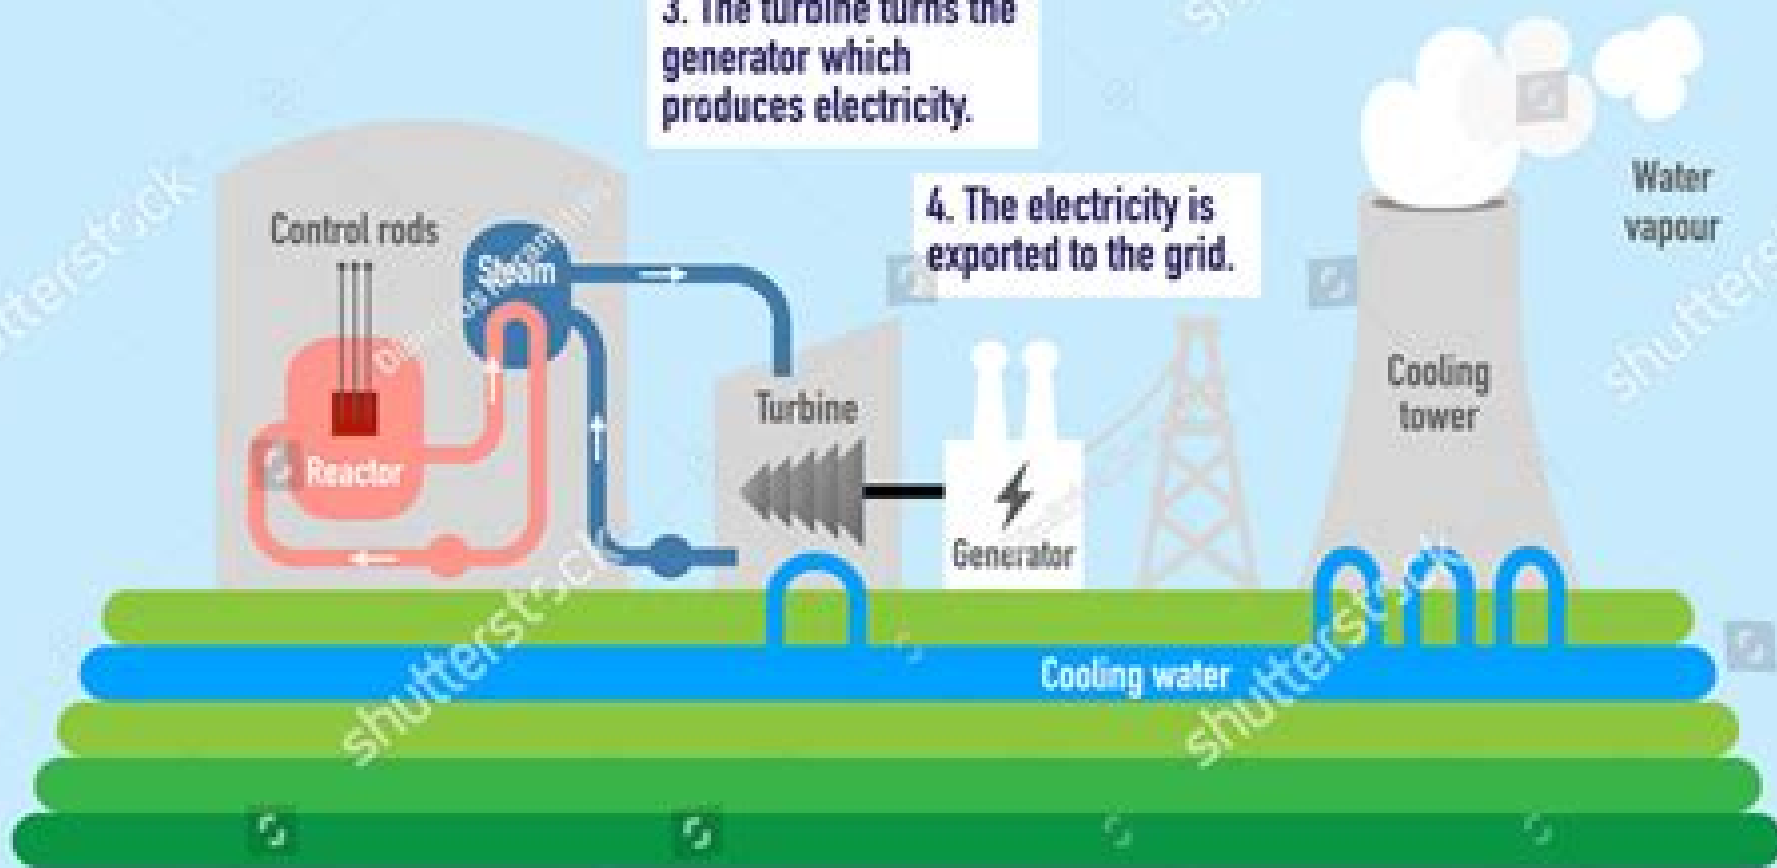 3. The turbine turns the
generator which
produces electricity.
4. The electricity is
exported to the grid.
Water
vapour
Control rods
Steam
Cooling
tower
Turbine
Reactor
Generator
Cooling water
shutterstock
shutterstock
shutterstock
shutterstock